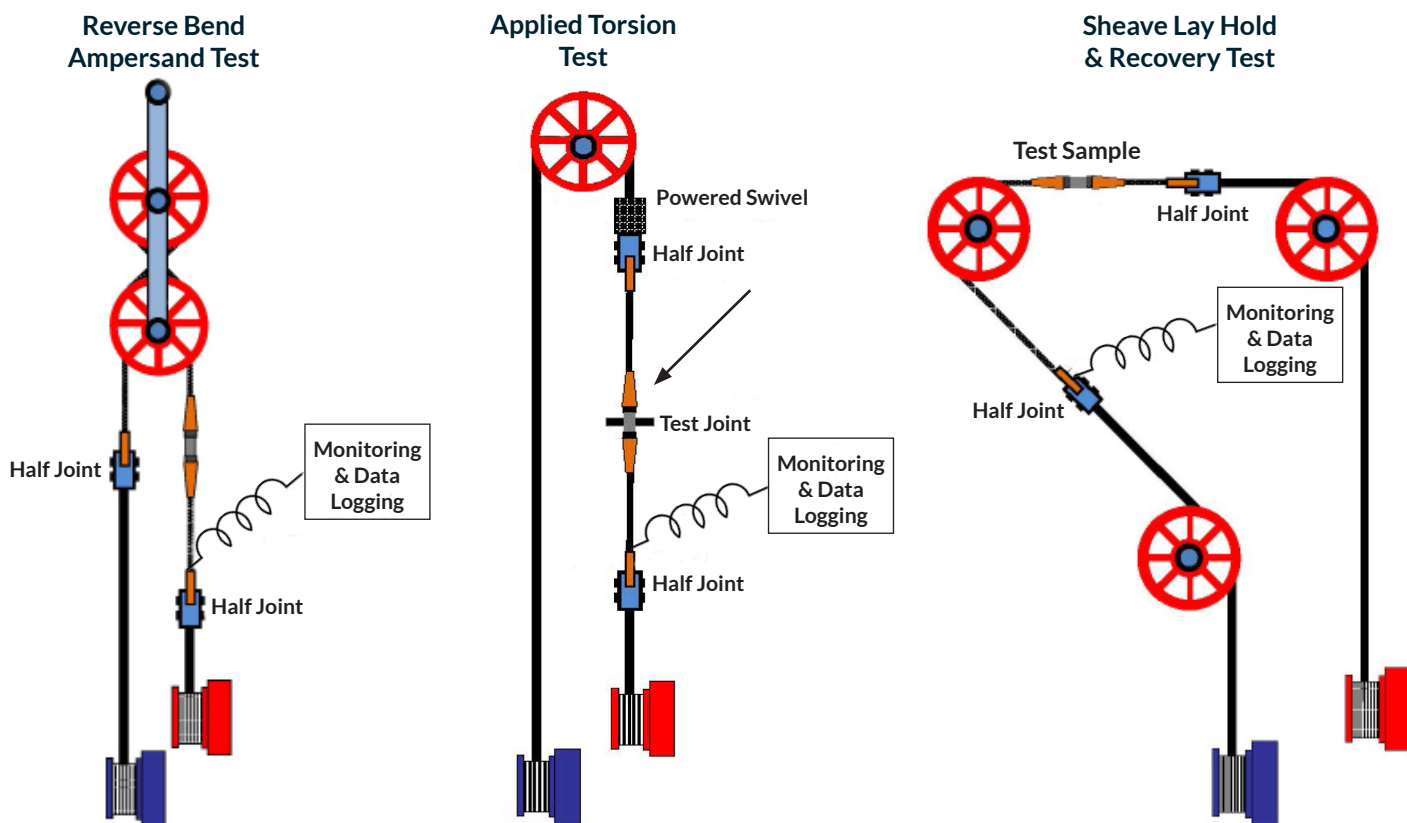 Reverse Bend
Ampersand Test
Half Joint
Monitoring
& Data
Logging
Half Joint
Applied Torsion
Test
Powered Swivel
Half Joint
Test Joint
Monitoring
& Data
Logging
Half Joint
Sheave Lay Hold
& Recovery Test
Test Sample
Half Joint
Monitoring
& Data
Logging
Half Joint